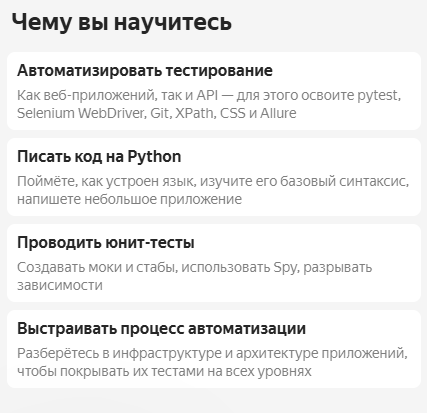 Чему вы научитесь
Автоматизировать тестирование
Как веб-приложений, так и API — для этого освоите pytest,
Selenium WebDriver, Git, XPath, CSS и Allure
Писать код на Python
Поймёте, как устроен язык, изучите его базовый синтаксис,
напишете небольшое приложение
Проводить юнит-тесты
Создавать моки и стабы, использовать Spy, разрывать
зависимости
Выстраивать процесс автоматизации
Разберётесь в инфраструктуре и архитектуре приложений,
чтобы покрывать их тестами на всех уровнях